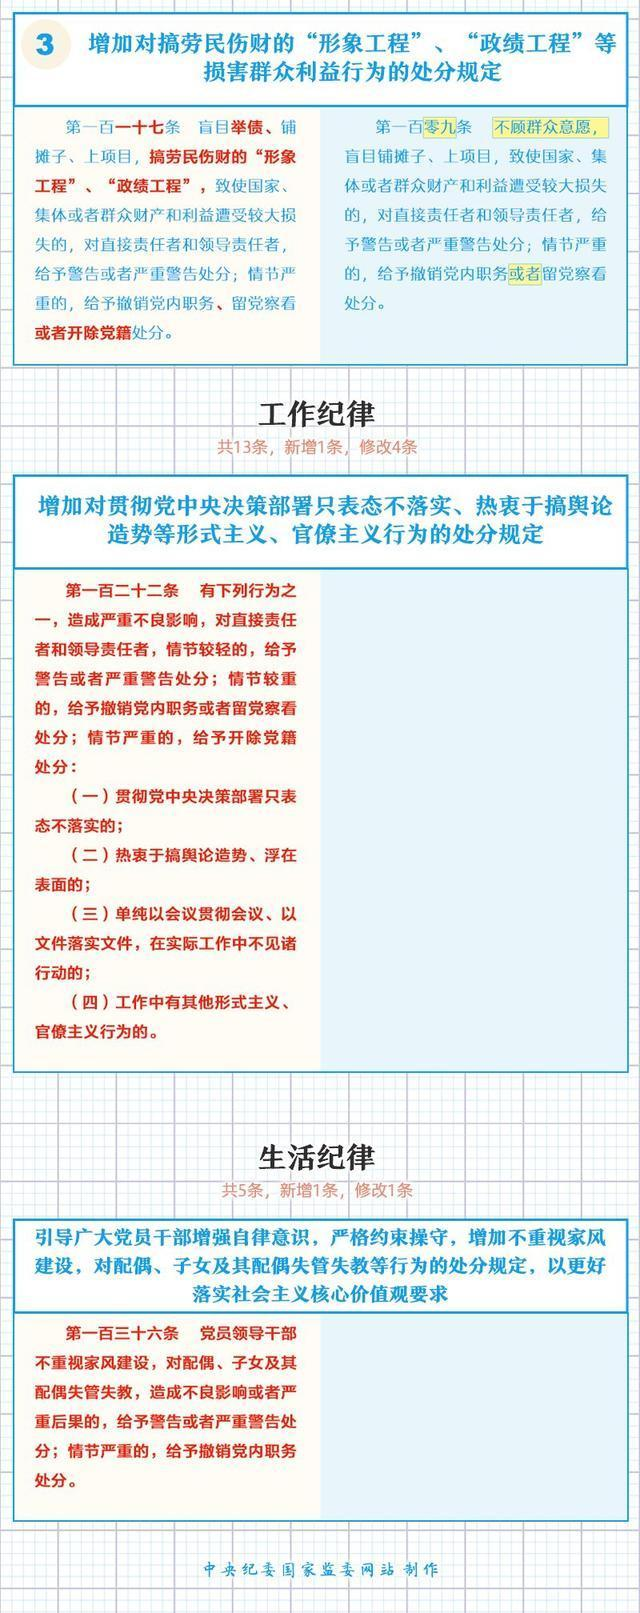 3
增加对搞劳民伤财的“形象工程”、“政绩工程”等
损害群众利益行为的处分规定
第一百一十七条 盲目举债、铺
摊子、上项目，搞劳民伤财的“形象
工程”、“政绩工程”，致使国家、
集体或者群众财产和利益遭受较大损
失的，对直接责任者和领导责任者，
给予警告或者严重警告处分；情节严
重的，给予撤销党内职务、留党察看
或者开除党籍处分。
第一百零九条 不顾群众意愿，
盲目铺摊子、上项目，致使国家、集
体或者群众财产和利益遭受较大损失
的，对直接责任者和领导责任者，给
予警告或者严重警告处分；情节严重
的，给予撤销党内职务或者留党察看
处分。
工作纪律
共13条，新增1条，修改4条
增加对贯彻党中央决策部署只表态不落实、热衷于搞舆论
造势等形式主义、官僚主义行为的处分规定
第一百二十二条 有下列行为之
一，造成严重不良影响，对直接责任
者和领导责任者，情节较轻的，给予
警告或者严重警告处分；情节较重
的，给予撤销党内职务或者留党察看
处分；情节严重的，给予开除党籍
处分：
（一）贯彻党中央决策部署只表
态不落实的；
（二）热衷于搞舆论造势、浮在
表面的；
（三）单纯以会议贯彻会议、以
文件落实文件，在实际工作中不见诸
行动的；
（四）工作中有其他形式主义、
官僚主义行为的。
生活纪律
共5条，新增1条，修改1条
引导广大党员干部增强自律意识，严格约束操守，增加不重视家风
建设，对配偶、子女及其配偶失管失教等行为的处分规定，以更好
落实社会主义核心价值观要求
第一百三十六条 党员领导干部
不重视家风建设，对配偶、子女及其
配偶失管失教，造成不良影响或者严
重后果的，给予警告或者严重警告处
分；情节严重的，给予撤销党内职务
处分。
中央纪委国家监委网站 制作